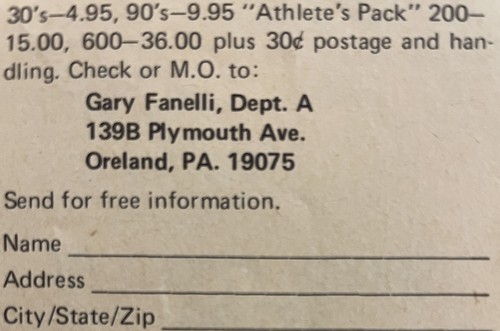 30's—4.95, 90's—9.95 "Athlete's Pack" 200—
15.00, 600—36.00 plus 30¢ postage and han-
dling. Check or M.O. to:
Gary Fanelli, Dept. A
139B Plymouth Ave.
Oreland, PA. 19075
Send for free information.
Name
Address
City/State/Zip